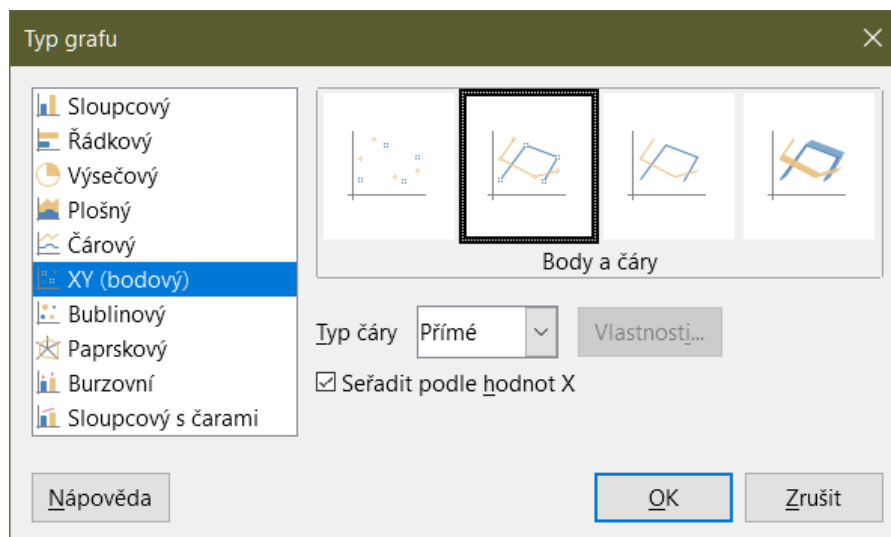 Typ grafu
Sloupcový
Řádkový
Výsečový
Plošný
Čárový
XY (bodový)
Bublinový
Paprskový
Burzovní
Sloupcový s čarami
Body a čáry
Typ čáry Přímé Vlastnosti...
Seřadit podle hodnot X
Nápověda OK Zrušit